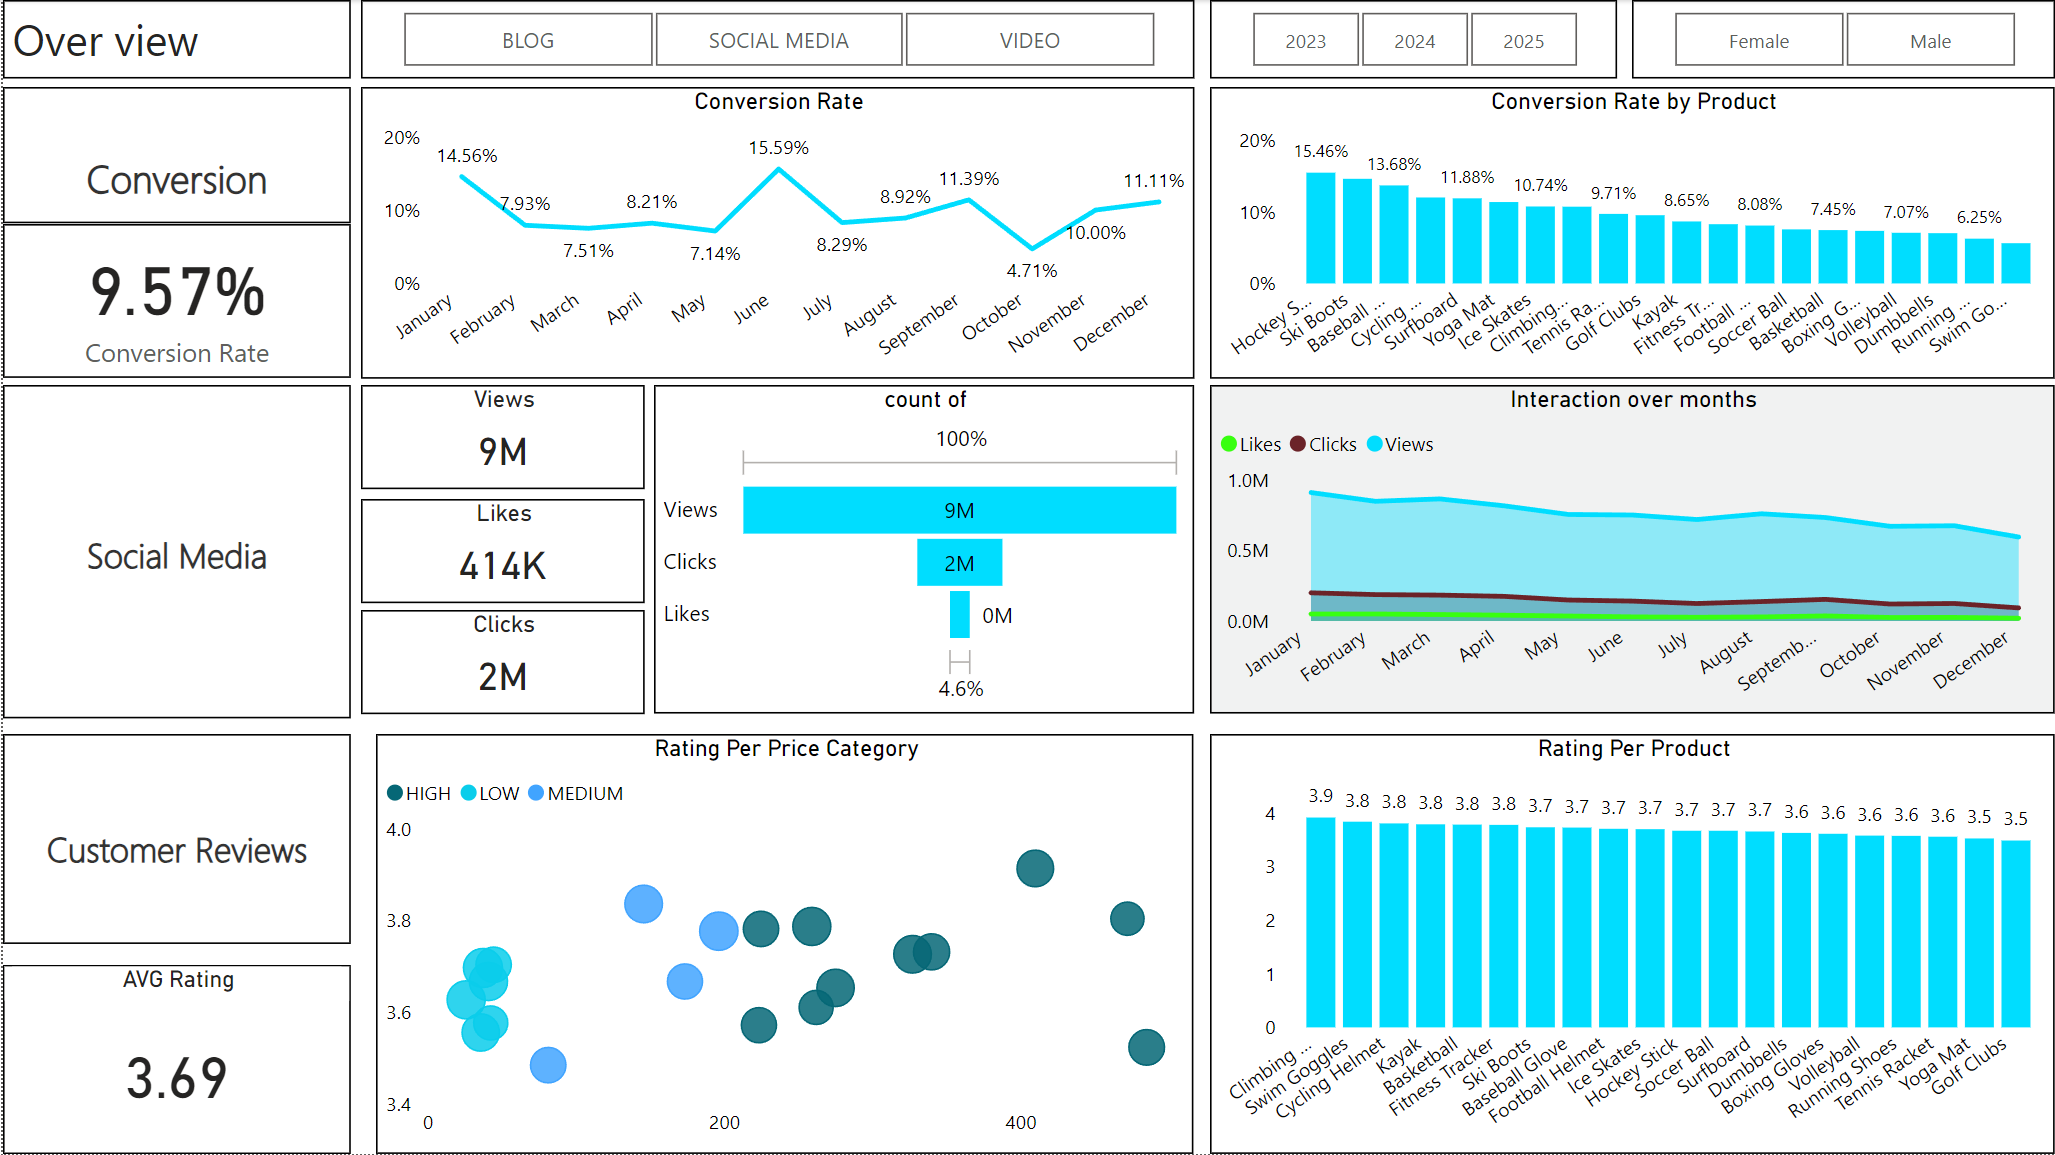 Over view
BLOG
SOCIAL MEDIA
VIDEO
2023
2024
2025
Female
Male
Conversion
9.57%
Conversion Rate
Conversion Rate
20%
10%
0%
14.56%
7.93%
7.51%
8.21%
7.14%
15.59%
8.29%
8.92%
11.39%
4.71%
10.00%
11.11%
January
February
March
April
May
June
July
August
September
October
November
December
Conversion Rate by Product
20%
10%
0%
15.46%
13.68%
11.88%
10.74%
9.71%
8.65%
8.08%
7.45%
7.07%
6.25%
Hockey S...
Ski Boots
Baseball ...
Cycling ...
Surfboard
Yoga Mat
Ice Skates
Climbing...
Tennis Ra...
Golf Clubs
Kayak
Fitness Tr...
Football ...
Soccer Ball
Basketball
Boxing G...
Volleyball
Dumbbells
Running ...
Swim Go...
Social Media
Views
9M
Likes
414K
Clicks
2M
count of
100%
Views
9M
Clicks
2M
Likes
0M
4.6%
Interaction over months
Likes
Clicks
Views
1.0M
0.5M
0.0M
January
February
March
April
May
June
July
August
Septemb...
October
November
December
Customer Reviews
AVG Rating
3.69
Rating Per Price Category
HIGH
LOW
MEDIUM
4.0
3.8
3.6
3.4
0
200
400
Rating Per Product
4
3
2
1
0
3.9
3.8
3.8
3.8
3.8
3.8
3.7
3.7
3.7
3.7
3.7
3.7
3.7
3.6
3.6
3.6
3.6
3.6
3.5
3.5
Climbing ...
Swim Goggles
Cycling Helmet
Kayak
Basketball
Fitness Tracker
Ski Boots
Baseball Glove
Football Helmet
Ice Skates
Hockey Stick
Soccer Ball
Surfboard
Dumbbells
Boxing Gloves
Volleyball
Running Shoes
Tennis Racket
Yoga Mat
Golf Clubs